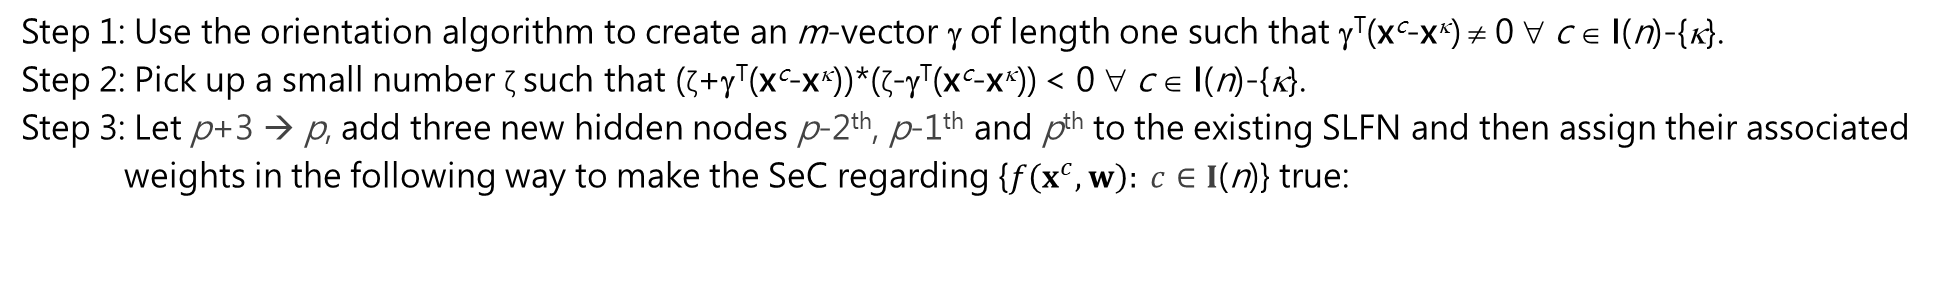 Step 1: Use the orientation algorithm to create an m-vector γ of length one such that γᵀ(xᶜ-xᵏ) ≠ 0 ∀ c ∈ I(n)-{κ}.
Step 2: Pick up a small number ζ such that (ζ+γᵀ(xᶜ-xᵏ))*(ζ-γᵀ(xᶜ-xᵏ)) < 0 ∀ c ∈ I(n)-{κ}.
Step 3: Let p+3 → p, add three new hidden nodes p-2ᵗʰ, p-1ᵗʰ and pᵗʰ to the existing SLFN and then assign their associated
weights in the following way to make the SeC regarding {f(xᶜ, w): c ∈ I(n)} true: